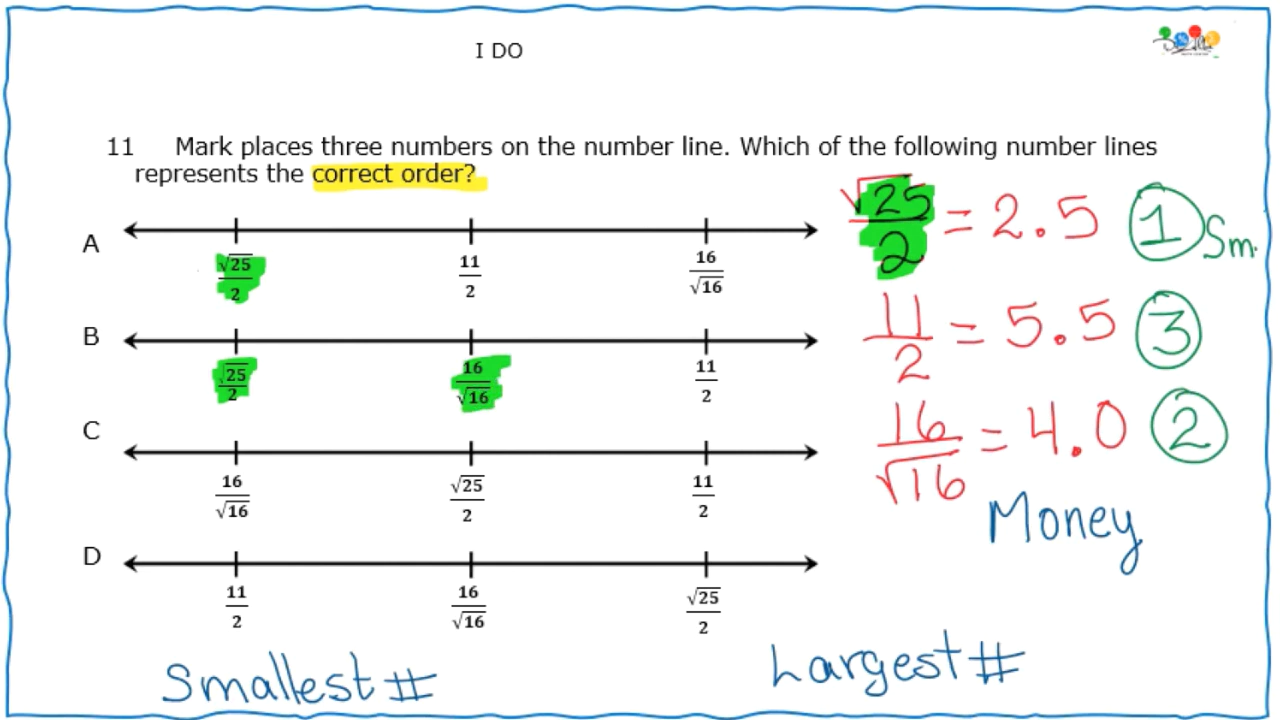 I DO
11 Mark places three numbers on the number line. Which of the following number lines
represents the correct order?
A
√25/2 11/2 16/√16
B
√25/2 16/√16 11/2
C
16/√16 √25/2 11/2
D
11/2 16/√16 √25/2
√25/2 = 2.5 1 Sm.
11/2 = 5.5 3
16/√16 = 4.0 2
Money
Smallest # Largest #